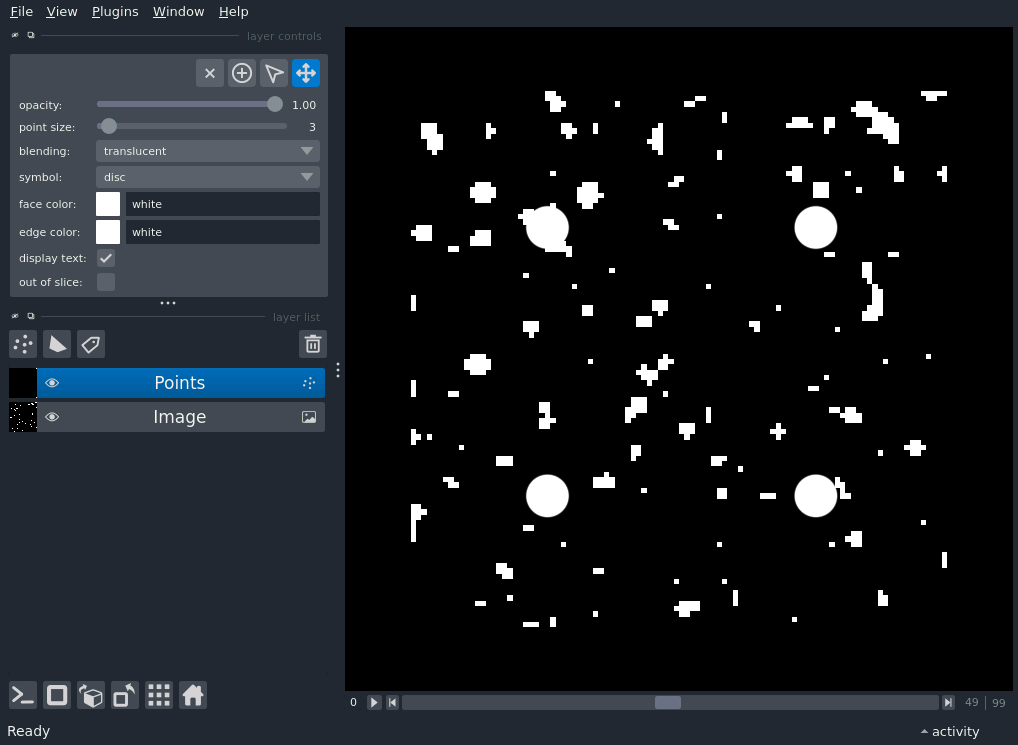 File View Plugins Window Help
layer controls
opacity: 1.00
point size: 3
blending: translucent
symbol: disc
face color: white
edge color: white
display text:
out of slice:
layer list
Points
Image
0 49 99
Ready activity